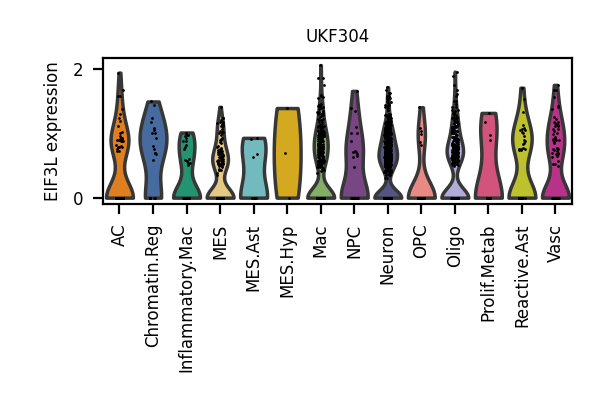 UKF304
EIF3L expression
2
0
AC
Chromatin.Reg
Inflammatory.Mac
MES
MES.Ast
MES.Hyp
Mac
NPC
Neuron
OPC
Oligo
Prolif.Metab
Reactive.Ast
Vasc